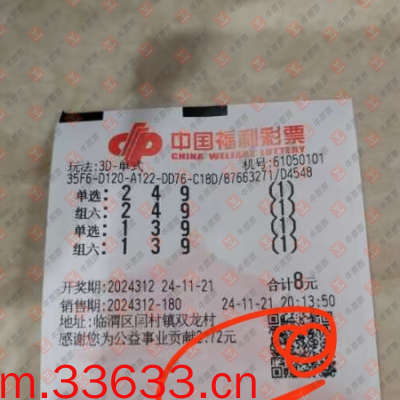 中国福利彩票
CHINA WELFARE LOTTERY
玩法:3D-单式 机号:61050101
35F6-D120-A122-DD76-C18D/87663271/D4548
单选: 2 4 9 (1)
组六: 2 4 9 (1)
单选: 1 3 9 (1)
组六: 1 3 9 (1)
开奖期:2024312 24-11-21 合计8元
销售期:2024312-180 24-11-21 20:13:50
地址:临渭区闫村镇双龙村
感谢您为公益事业贡献2.72元
m.33633.cn